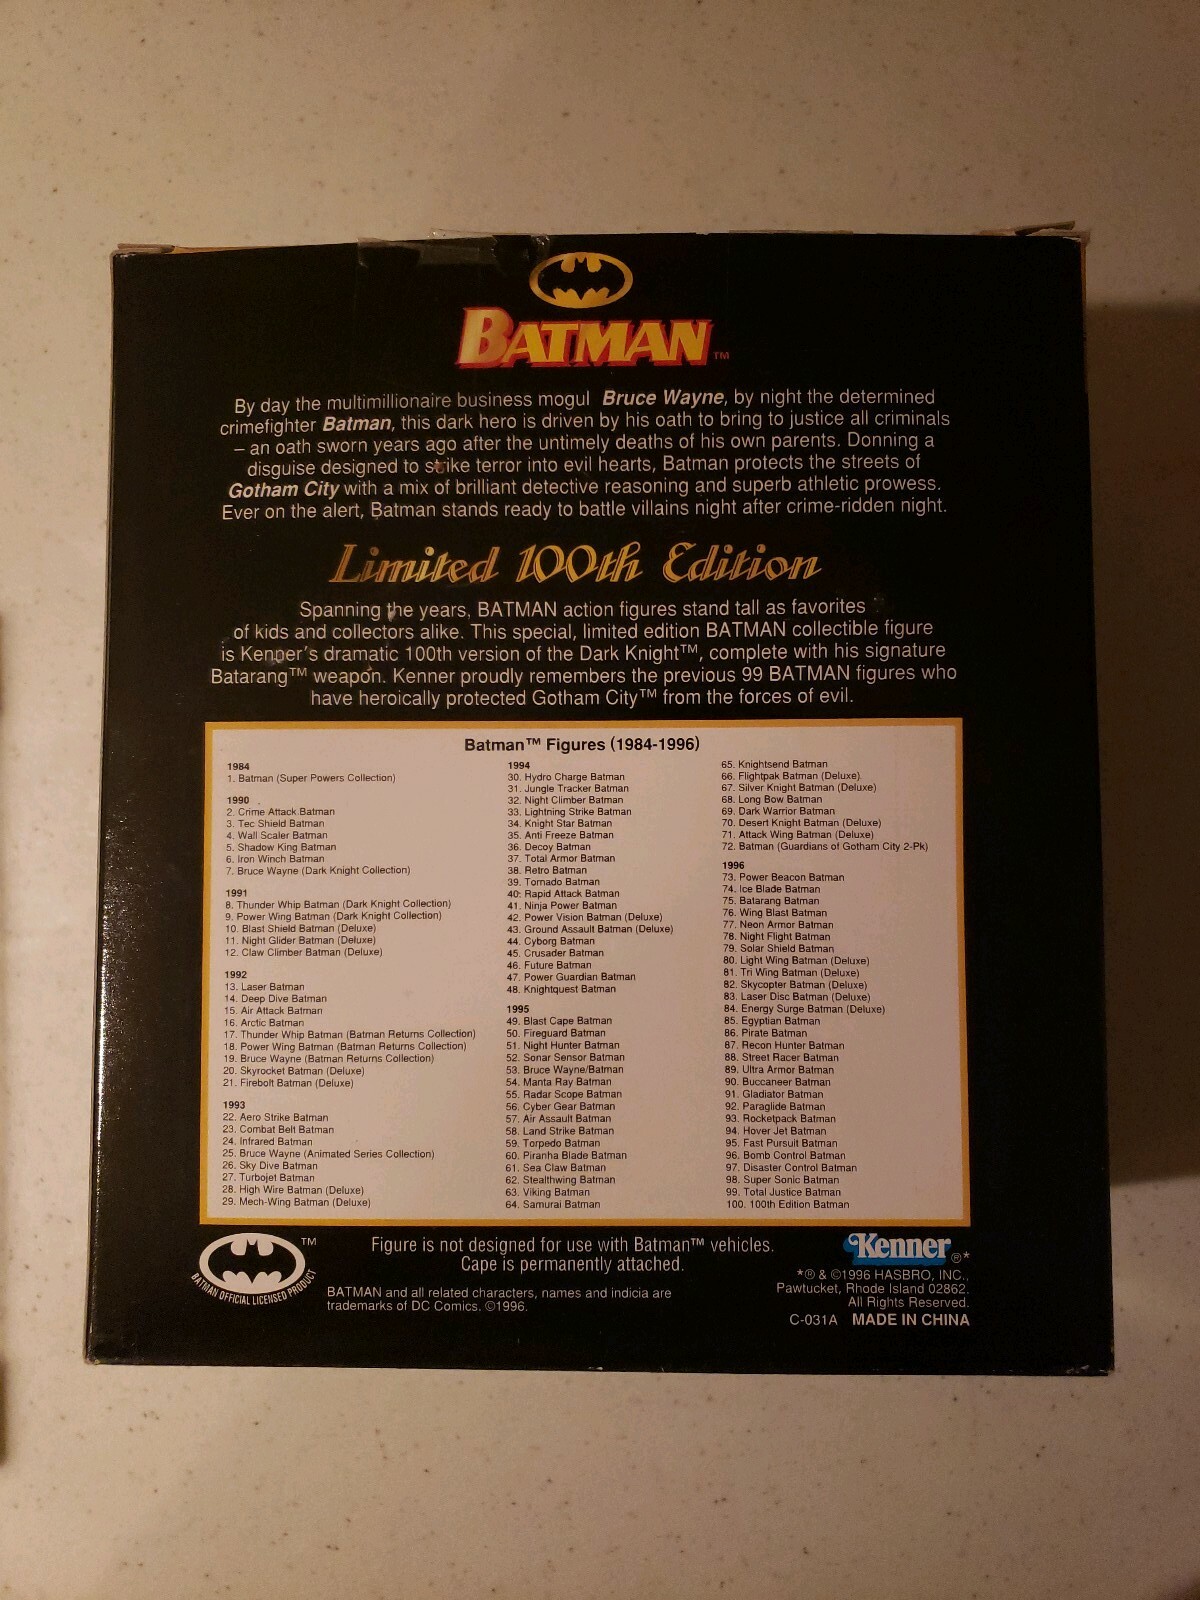 BATMAN™
By day the multimillionaire business mogul Bruce Wayne, by night the determined
crimefighter Batman, this dark hero is driven by his oath to bring to justice all criminals
– an oath sworn years ago after the untimely deaths of his own parents. Donning a
disguise designed to strike terror into evil hearts, Batman protects the streets of
Gotham City with a mix of brilliant detective reasoning and superb athletic prowess.
Ever on the alert, Batman stands ready to battle villains night after crime-ridden night.
Limited 100th Edition
Spanning the years, BATMAN action figures stand tall as favorites
of kids and collectors alike. This special, limited edition BATMAN collectible figure
is Kenner's dramatic 100th version of the Dark Knight™, complete with his signature
Batarang™ weapon. Kenner proudly remembers the previous 99 BATMAN figures who
have heroically protected Gotham City™ from the forces of evil.
Batman™ Figures (1984-1996)
1984
1. Batman (Super Powers Collection)
1990
2. Crime Attack Batman
3. Tec Shield Batman
4. Wall Scaler Batman
5. Shadow King Batman
6. Iron Winch Batman
7. Bruce Wayne (Dark Knight Collection)
1991
8. Thunder Whip Batman (Dark Knight Collection)
9. Power Wing Batman (Dark Knight Collection)
10. Blast Shield Batman (Deluxe)
11. Night Glider Batman (Deluxe)
12. Claw Climber Batman (Deluxe)
1992
13. Laser Batman
14. Deep Dive Batman
15. Air Attack Batman
16. Arctic Batman
17. Thunder Whip Batman (Batman Returns Collection)
18. Power Wing Batman (Batman Returns Collection)
19. Bruce Wayne (Batman Returns Collection)
20. Skyrocket Batman (Deluxe)
21. Firebolt Batman (Deluxe)
1993
22. Aero Strike Batman
23. Combat Belt Batman
24. Infrared Batman
25. Bruce Wayne (Animated Series Collection)
26. Sky Dive Batman
27. Turbojet Batman
28. High Wire Batman (Deluxe)
29. Mech-Wing Batman (Deluxe)
1994
30. Hydro Charge Batman
31. Jungle Tracker Batman
32. Night Climber Batman
33. Lightning Strike Batman
34. Knight Star Batman
35. Anti Freeze Batman
36. Decoy Batman
37. Total Armor Batman
38. Retro Batman
39. Tornado Batman
40. Rapid Attack Batman
41. Ninja Power Batman
42. Power Vision Batman (Deluxe)
43. Ground Assault Batman (Deluxe)
44. Cyborg Batman
45. Crusader Batman
46. Future Batman
47. Power Guardian Batman
48. Knightquest Batman
1995
49. Blast Cape Batman
50. Fireguard Batman
51. Night Hunter Batman
52. Sonar Sensor Batman
53. Bruce Wayne/Batman
54. Manta Ray Batman
55. Radar Scope Batman
56. Cyber Gear Batman
57. Air Assault Batman
58. Land Strike Batman
59. Torpedo Batman
60. Piranha Blade Batman
61. Sea Claw Batman
62. Stealthwing Batman
63. Viking Batman
64. Samurai Batman
65. Knightsend Batman
66. Flightpak Batman (Deluxe)
67. Silver Knight Batman (Deluxe)
68. Long Bow Batman
69. Dark Warrior Batman
70. Desert Knight Batman (Deluxe)
71. Attack Wing Batman (Deluxe)
72. Batman (Guardians of Gotham City 2-Pk)
1996
73. Power Beacon Batman
74. Ice Blade Batman
75. Batarang Batman
76. Wing Blast Batman
77. Neon Armor Batman
78. Night Flight Batman
79. Solar Shield Batman
80. Light Wing Batman (Deluxe)
81. Tri Wing Batman (Deluxe)
82. Skycopter Batman (Deluxe)
83. Laser Disc Batman (Deluxe)
84. Energy Surge Batman (Deluxe)
85. Egyptian Batman
86. Pirate Batman
87. Recon Hunter Batman
88. Street Racer Batman
89. Ultra Armor Batman
90. Buccaneer Batman
91. Gladiator Batman
92. Paraglide Batman
93. Rocketpack Batman
94. Hover Jet Batman
95. Fast Pursuit Batman
96. Bomb Control Batman
97. Disaster Control Batman
98. Super Sonic Batman
99. Total Justice Batman
100. 100th Edition Batman
TM
BATMAN OFFICIAL LICENSED PRODUCT
Figure is not designed for use with Batman™ vehicles.
Cape is permanently attached.
BATMAN and all related characters, names and indicia are
trademarks of DC Comics. ©1996.
Kenner®*
*® & ©1996 HASBRO, INC.,
Pawtucket, Rhode Island 02862.
All Rights Reserved.
C-031A MADE IN CHINA